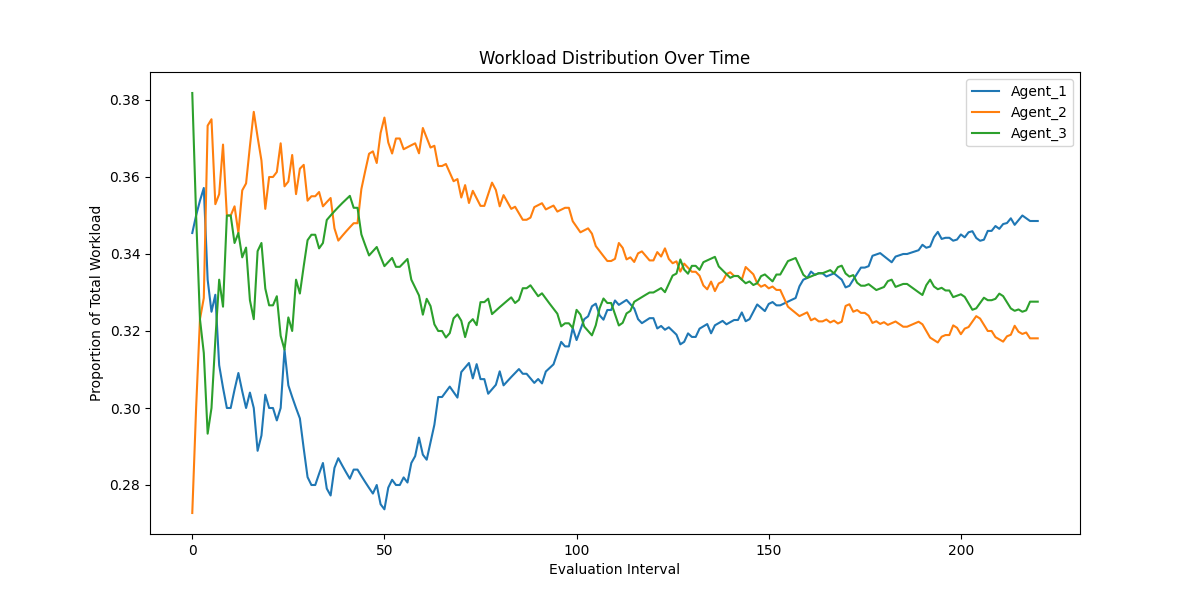 Workload Distribution Over Time
Agent_1
Agent_2
Agent_3
Proportion of Total Workload
0.38
0.36
0.34
0.32
0.30
0.28
0
50
100
150
200
Evaluation Interval